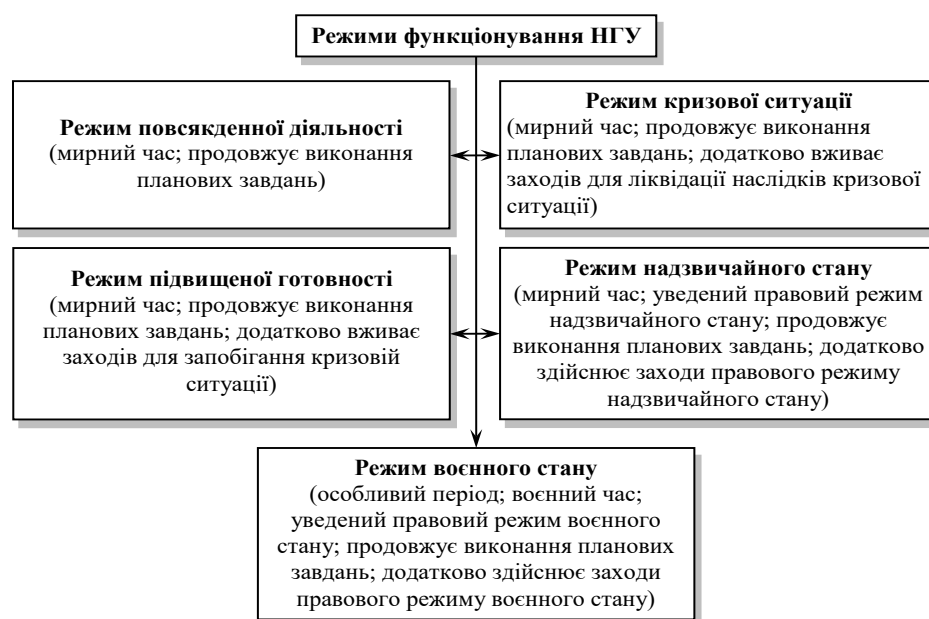 Режими функціонування НГУ
Режим повсякденної діяльності
(мирний час; продовжує виконання
планових завдань)
Режим кризової ситуації
(мирний час; продовжує виконання
планових завдань; додатково вживає
заходів для ліквідації наслідків кризової
ситуації)
Режим підвищеної готовності
(мирний час; продовжує виконання
планових завдань; додатково вживає
заходів для запобігання кризовій
ситуації)
Режим надзвичайного стану
(мирний час; уведений правовий режим
надзвичайного стану; продовжує
виконання планових завдань; додатково
здійснює заходи правового режиму
надзвичайного стану)
Режим воєнного стану
(особливий період; воєнний час;
уведений правовий режим воєнного
стану; продовжує виконання планових
завдань; додатково здійснює заходи
правового режиму воєнного стану)